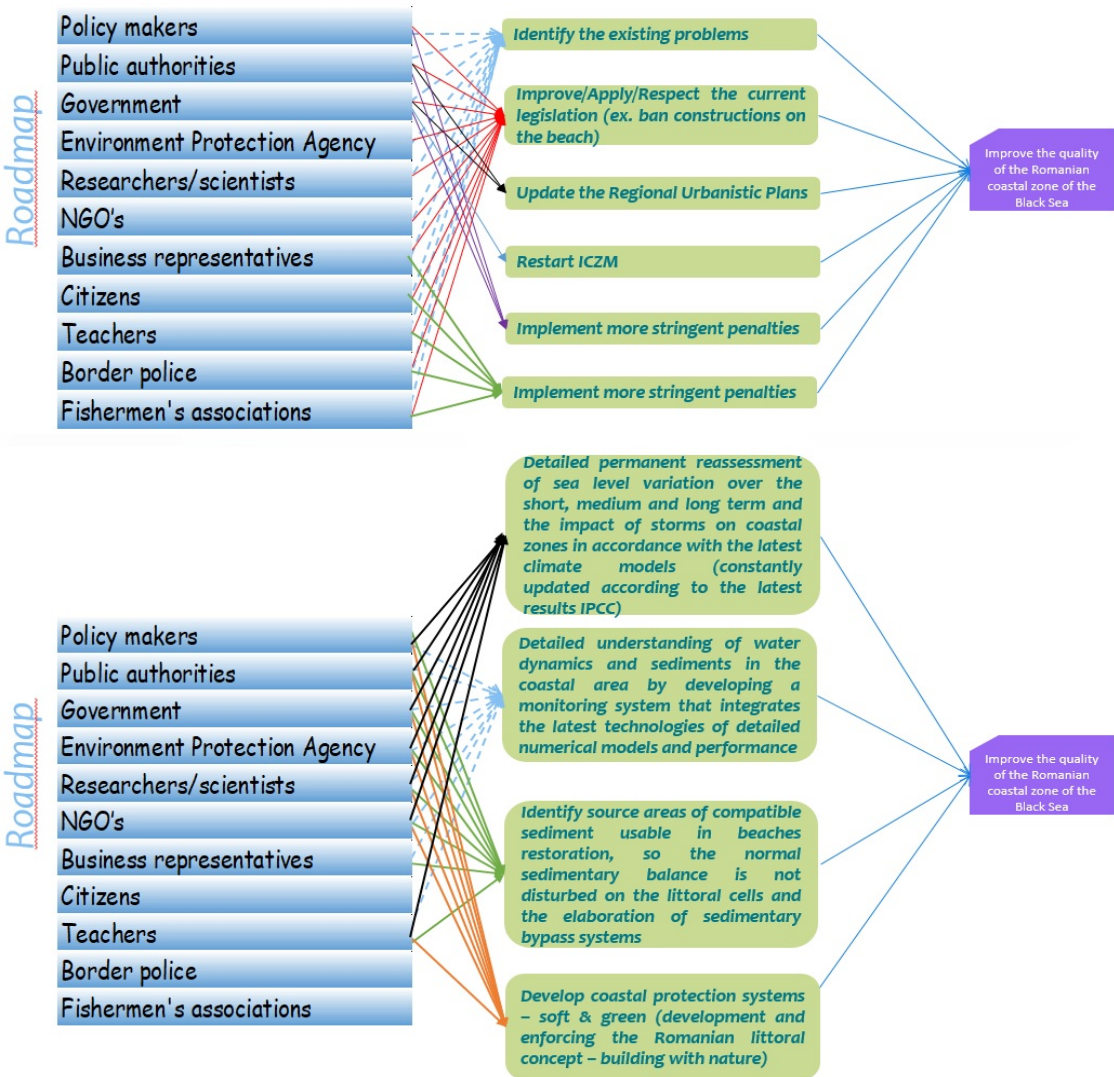 Roadmap
Policy makers
Public authorities
Government
Environment Protection Agency
Researchers/scientists
NGO's
Business representatives
Citizens
Teachers
Border police
Fishermen's associations
Identify the existing problems
Improve/Apply/Respect the current
legislation (ex. ban constructions on
the beach)
Update the Regional Urbanistic Plans
Restart ICZM
Implement more stringent penalties
Implement more stringent penalties
Improve the quality
of the Romanian
coastal zone of the
Black Sea
Roadmap
Policy makers
Public authorities
Government
Environment Protection Agency
Researchers/scientists
NGO's
Business representatives
Citizens
Teachers
Border police
Fishermen's associations
Detailed permanent reassessment
of sea level variation over the
short, medium and long term and
the impact of storms on coastal
zones in accordance with the latest
climate models (constantly
updated according to the latest
results IPCC)
Detailed understanding of water
dynamics and sediments in the
coastal area by developing a
monitoring system that integrates
the latest technologies of detailed
numerical models and performance
Identify source areas of compatible
sediment usable in beaches
restoration, so the normal
sedimentary balance is not
disturbed on the littoral cells and
the elaboration of sedimentary
bypass systems
Develop coastal protection systems
– soft & green (development and
enforcing the Romanian littoral
concept – building with nature)
Improve the quality
of the Romanian
coastal zone of the
Black Sea